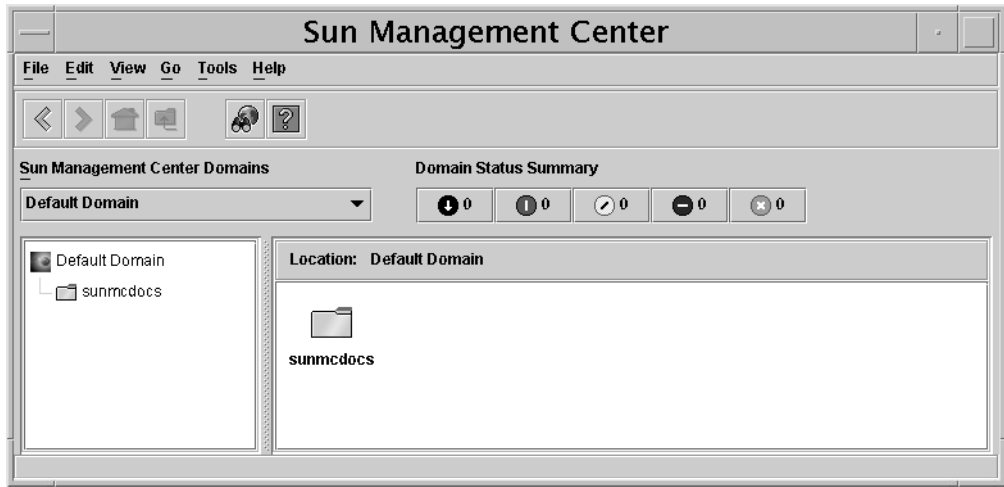 Sun Management Center
File Edit View Go Tools Help
?
Sun Management Center Domains
Domain Status Summary
Default Domain
0 0 0 0 0
Default Domain
sunmcdocs
Location: Default Domain
sunmcdocs